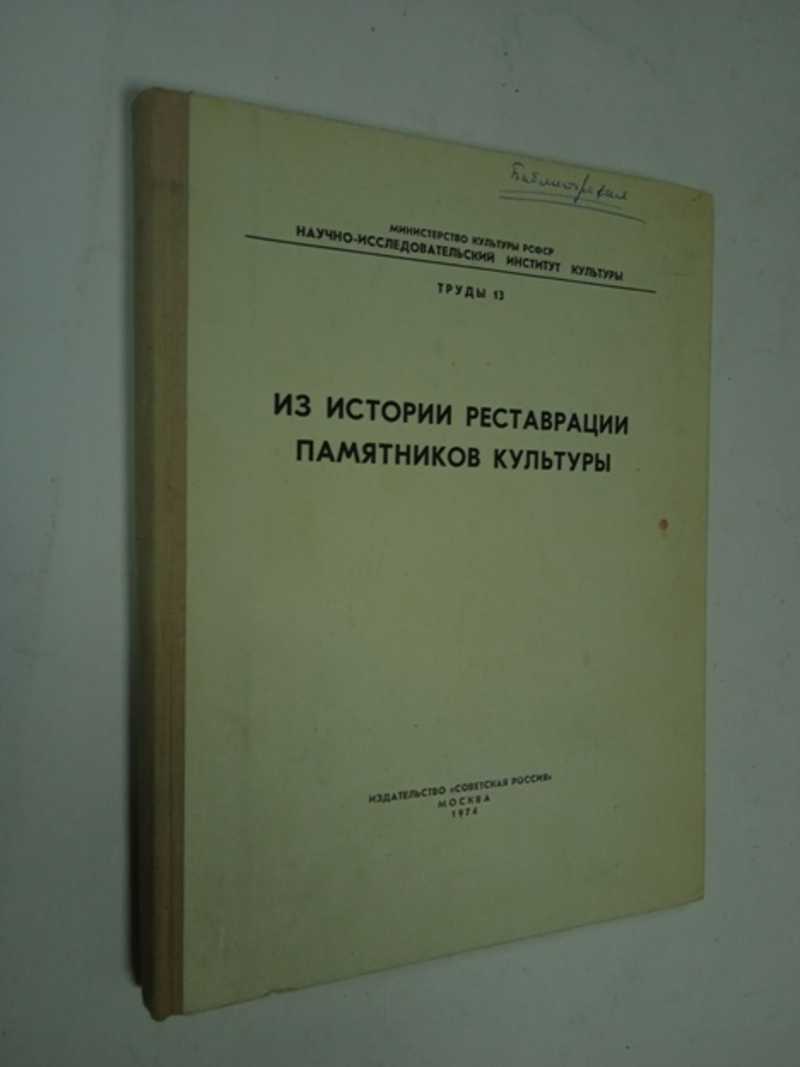 Библиография
МИНИСТЕРСТВО КУЛЬТУРЫ РСФСР
НАУЧНО-ИССЛЕДОВАТЕЛЬСКИЙ ИНСТИТУТ КУЛЬТУРЫ
ТРУДЫ 13
ИЗ ИСТОРИИ РЕСТАВРАЦИИ
ПАМЯТНИКОВ КУЛЬТУРЫ
ИЗДАТЕЛЬСТВО «СОВЕТСКАЯ РОССИЯ»
МОСКВА
1974